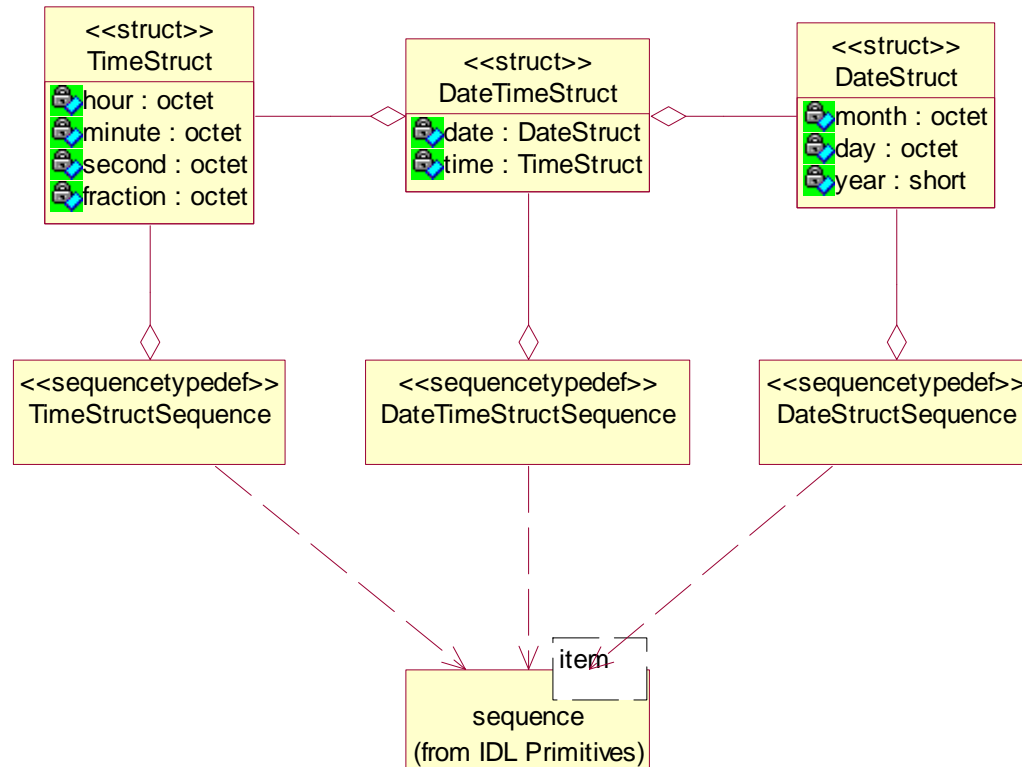 <<struct>>
TimeStruct
hour : octet
minute : octet
second : octet
fraction : octet
<<struct>>
DateTimeStruct
date : DateStruct
time : TimeStruct
<<struct>>
DateStruct
month : octet
day : octet
year : short
<<sequencetypedef>>
TimeStructSequence
<<sequencetypedef>>
DateTimeStructSequence
<<sequencetypedef>>
DateStructSequence
item
sequence
(from IDL Primitives)